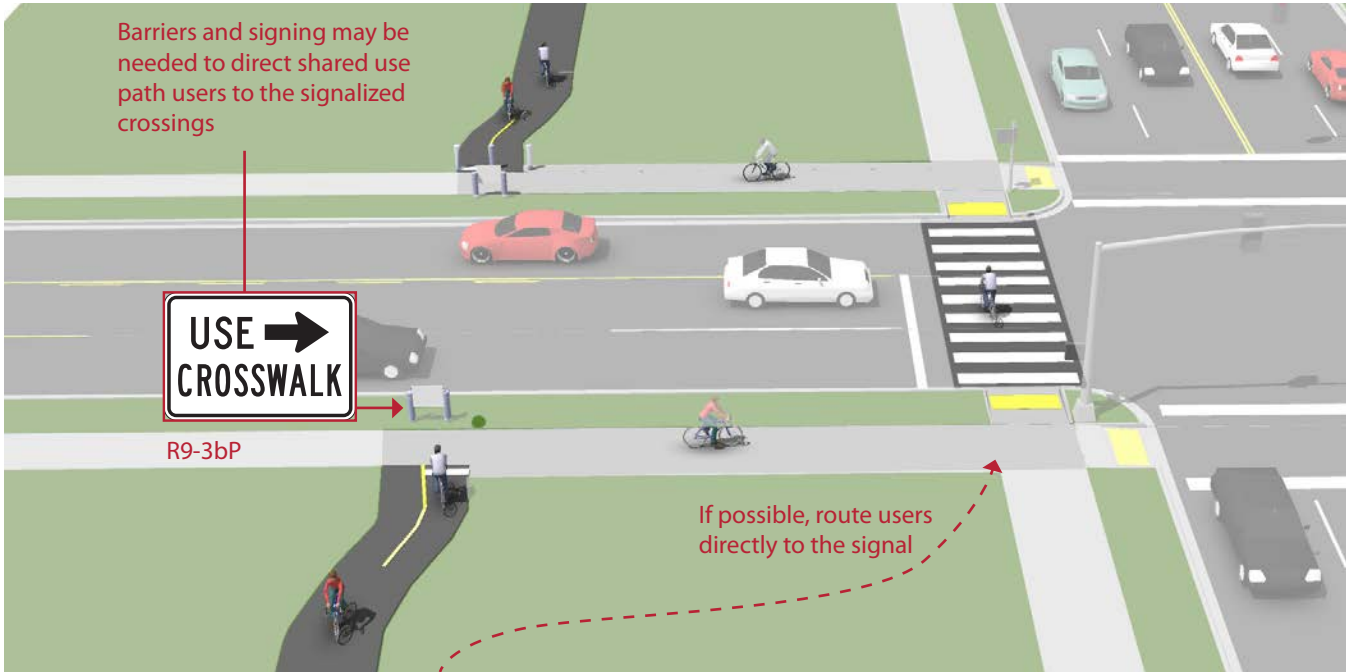 Barriers and signing may be
needed to direct shared use
path users to the signalized
crossings
USE
CROSSWALK
R9-3bP
If possible, route users
directly to the signal